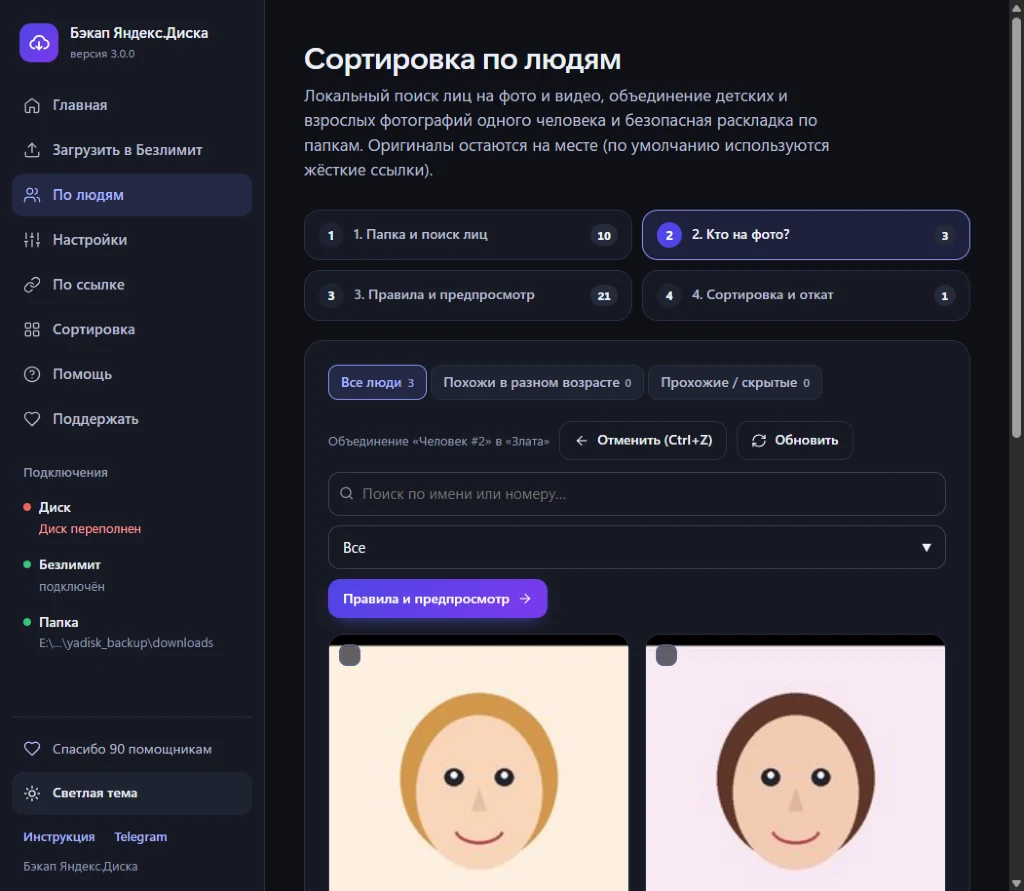 Бэкап Яндекс.Диска
версия 3.0.0
Главная
Загрузить в Безлимит
По людям
Настройки
По ссылке
Сортировка
Помощь
Поддержать
Подключения
Диск
Диск переполнен
Безлимит
подключён
Папка
E:\...\yadisk_backup\downloads
Спасибо 90 помощникам
Светлая тема
Инструкция Telegram
Бэкап Яндекс.Диска
Сортировка по людям
Локальный поиск лиц на фото и видео, объединение детских и
взрослых фотографий одного человека и безопасная раскладка по
папкам. Оригиналы остаются на месте (по умолчанию используются
жёсткие ссылки).
1 1. Папка и поиск лиц 10
2 2. Кто на фото? 3
3 3. Правила и предпросмотр 21
4 4. Сортировка и откат 1
Все люди 3 Похожи в разном возрасте 0 Прохожие / скрытые 0
Объединение «Человек #2» в «Злата» ← Отменить (Ctrl+Z) Обновить
Поиск по имени или номеру...
Все
Правила и предпросмотр →